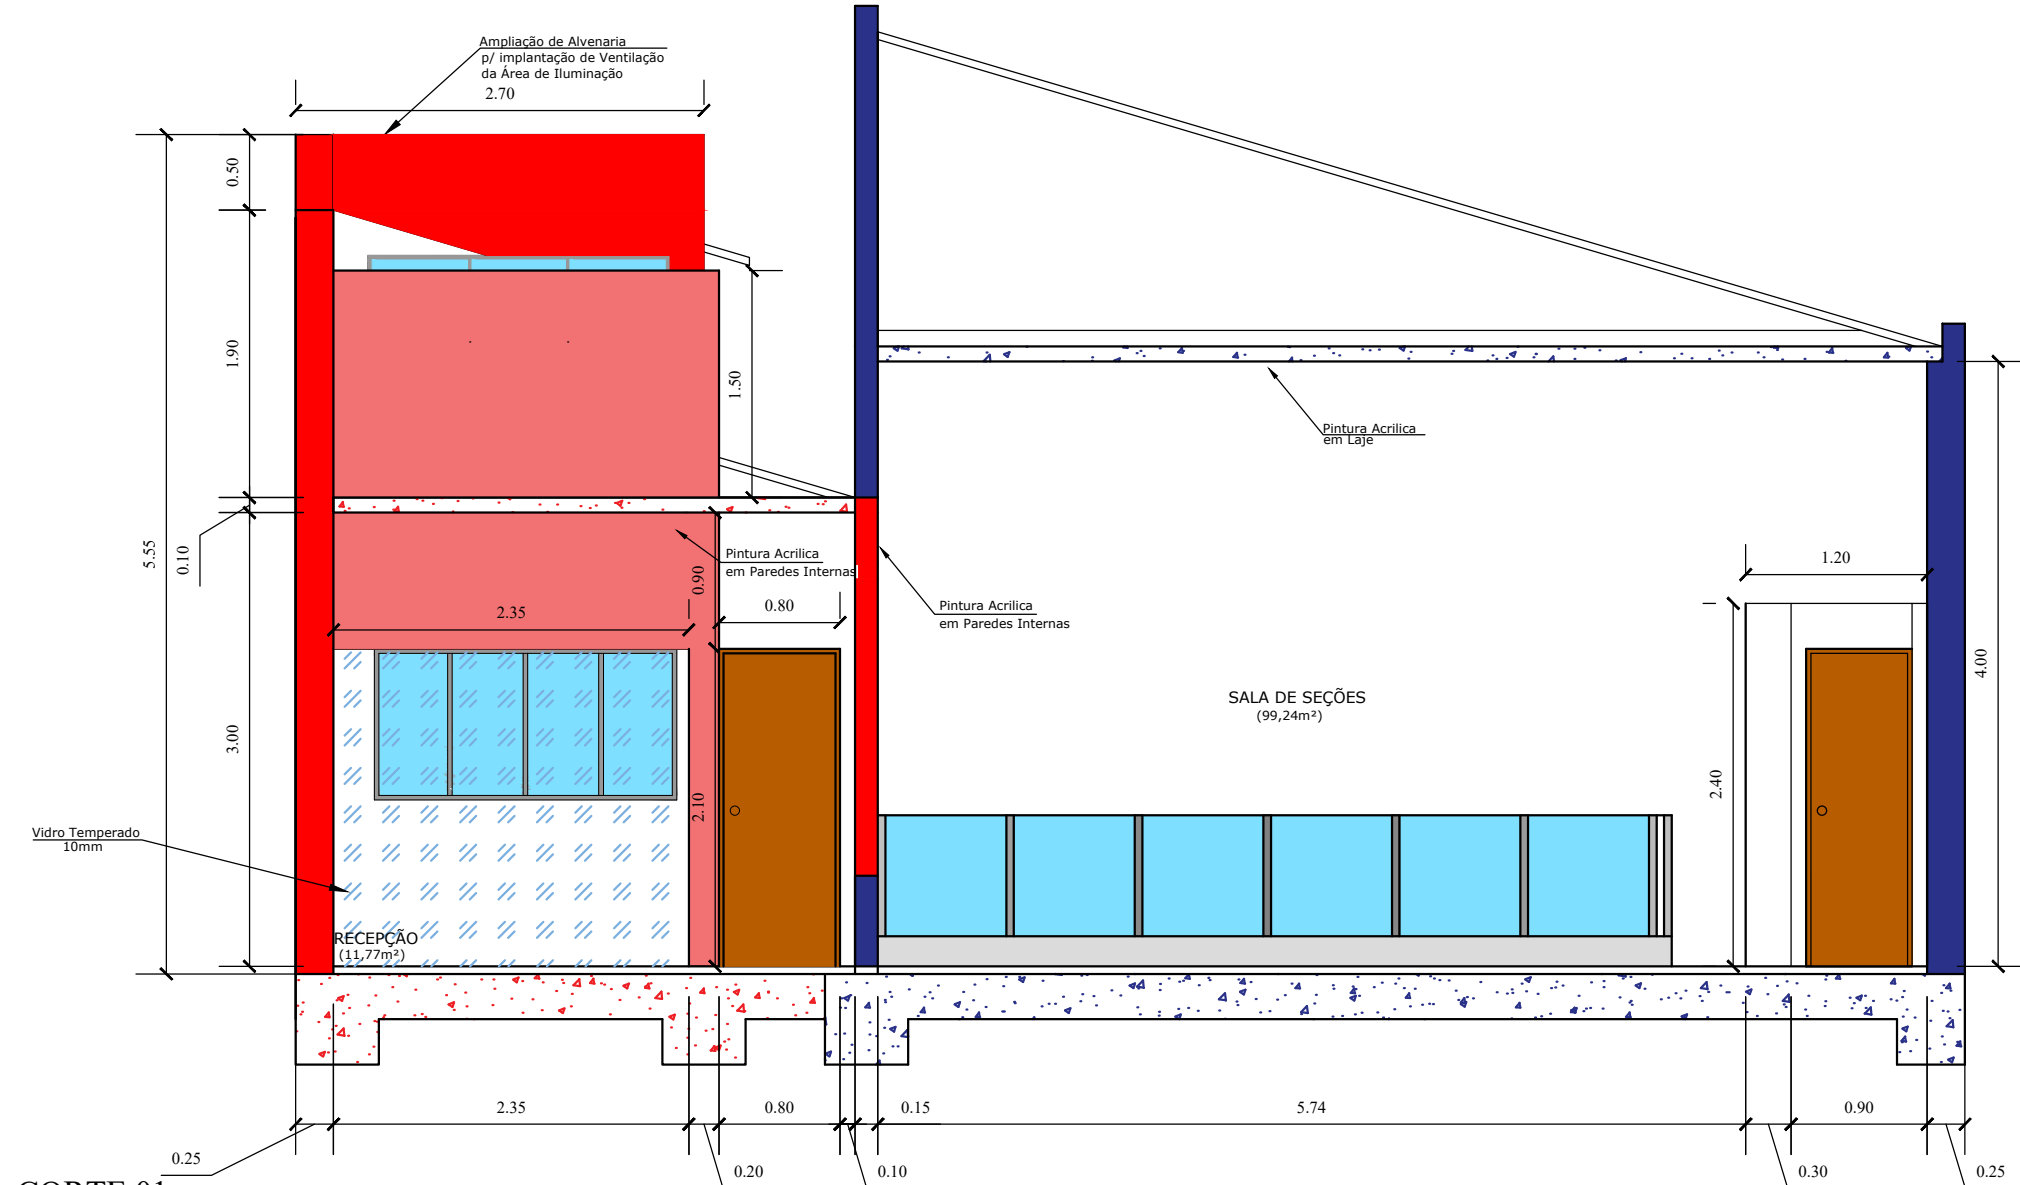 Ampliação de Alvenaria
p/ implantação de Ventilação
da Área de Iluminação
2.70
0.50
1.90
1.50
5.55
0.10
Pintura Acrilica
em Laje
Pintura Acrilica
em Paredes Internas
0.90
0.80
2.35
Pintura Acrilica
em Paredes Internas
1.20
4.00
SALA DE SEÇÕES
(99,24m²)
3.00
2.40
2.10
Vidro Temperado
10mm
RECEPÇÃO
(11,77m²)
2.35
0.80
0.15
5.74
0.90
0.25
0.20
0.10
0.30
0.25
CORTE 01